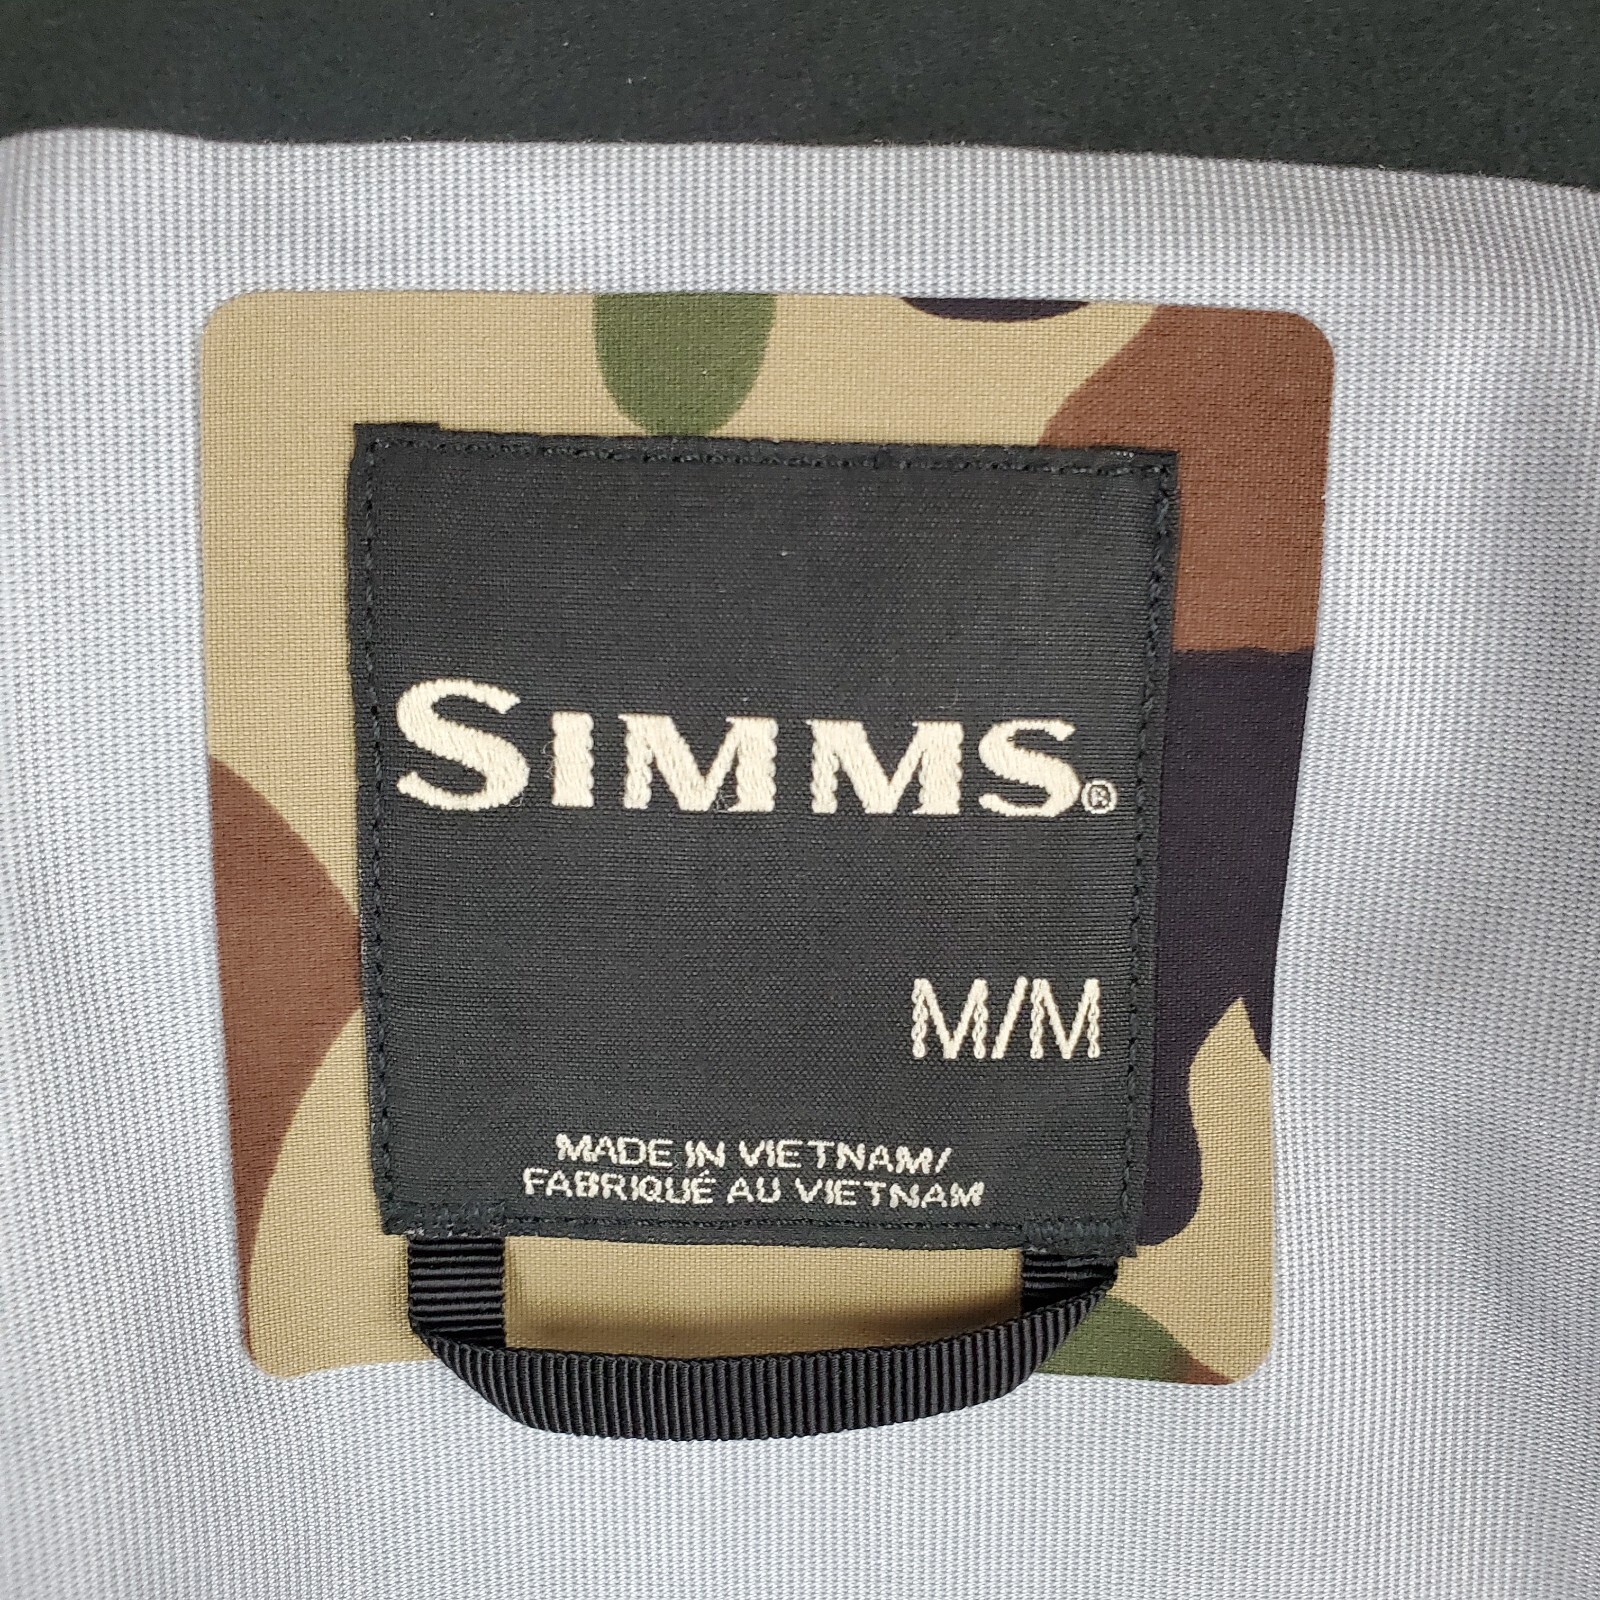 SIMMS®
M/M
MADE IN VIETNAM/
FABRIQUÉ AU VIETNAM